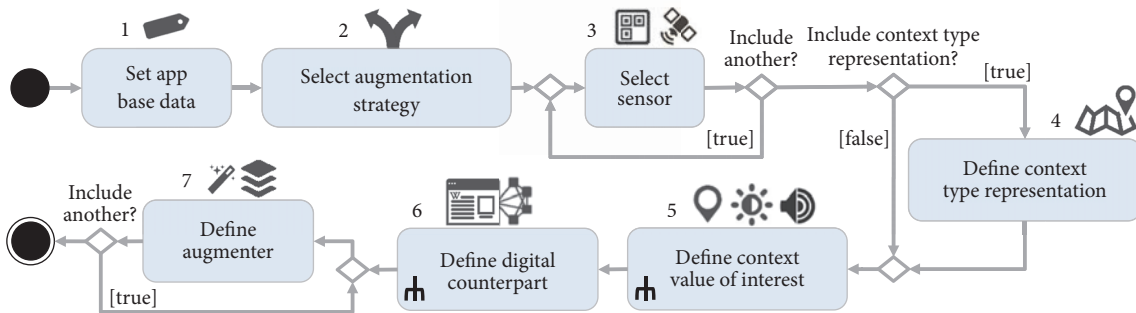 1
Set app
base data
2
Select augmentation
strategy
3
Select
sensor
Include
another?
[true]
Include context type
representation?
[true]
[false]
4
Define context
type representation
5
Define context
value of interest
6
W
Define digital
counterpart
7
Define
augmenter
Include
another?
[true]